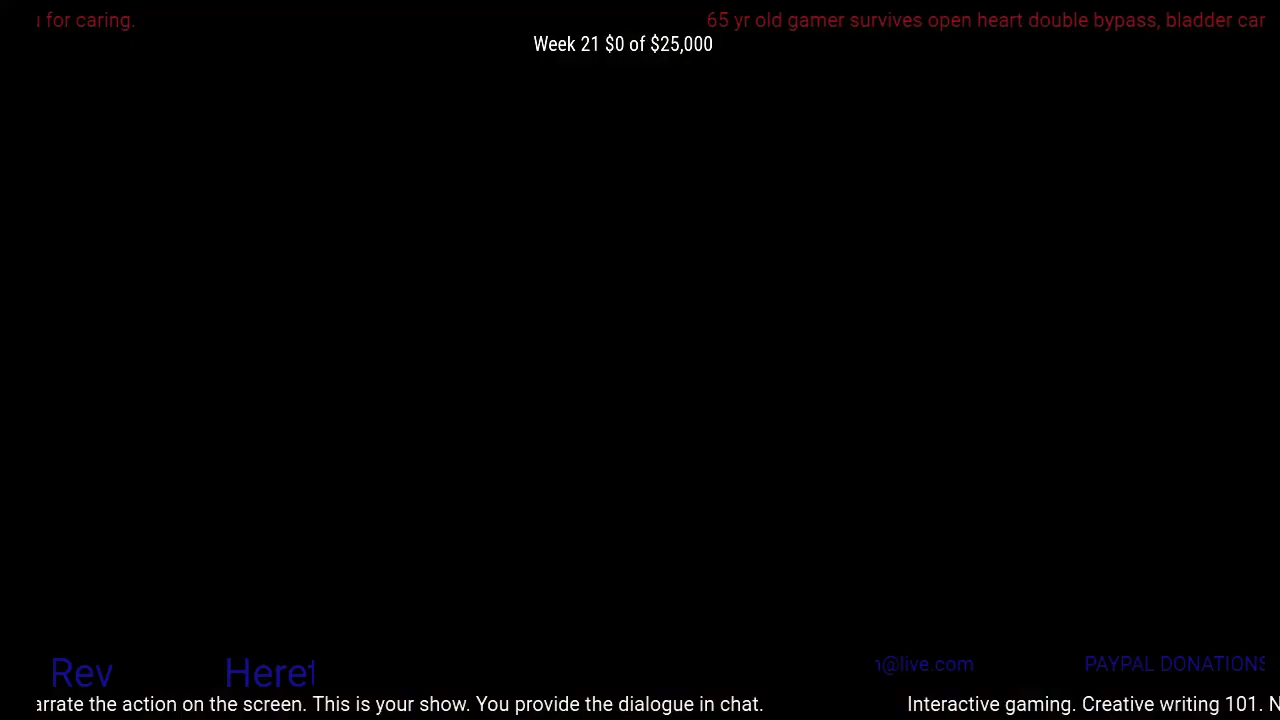 for caring. 65 yr old gamer survives open heart double bypass, bladder
Week 21 $0 of $25,000
@live.com PAYPAL DONATIONS
Rev Heret
the action on the screen. This is your show. You provide the dialogue in chat. Interactive gaming. Creative writing 101.